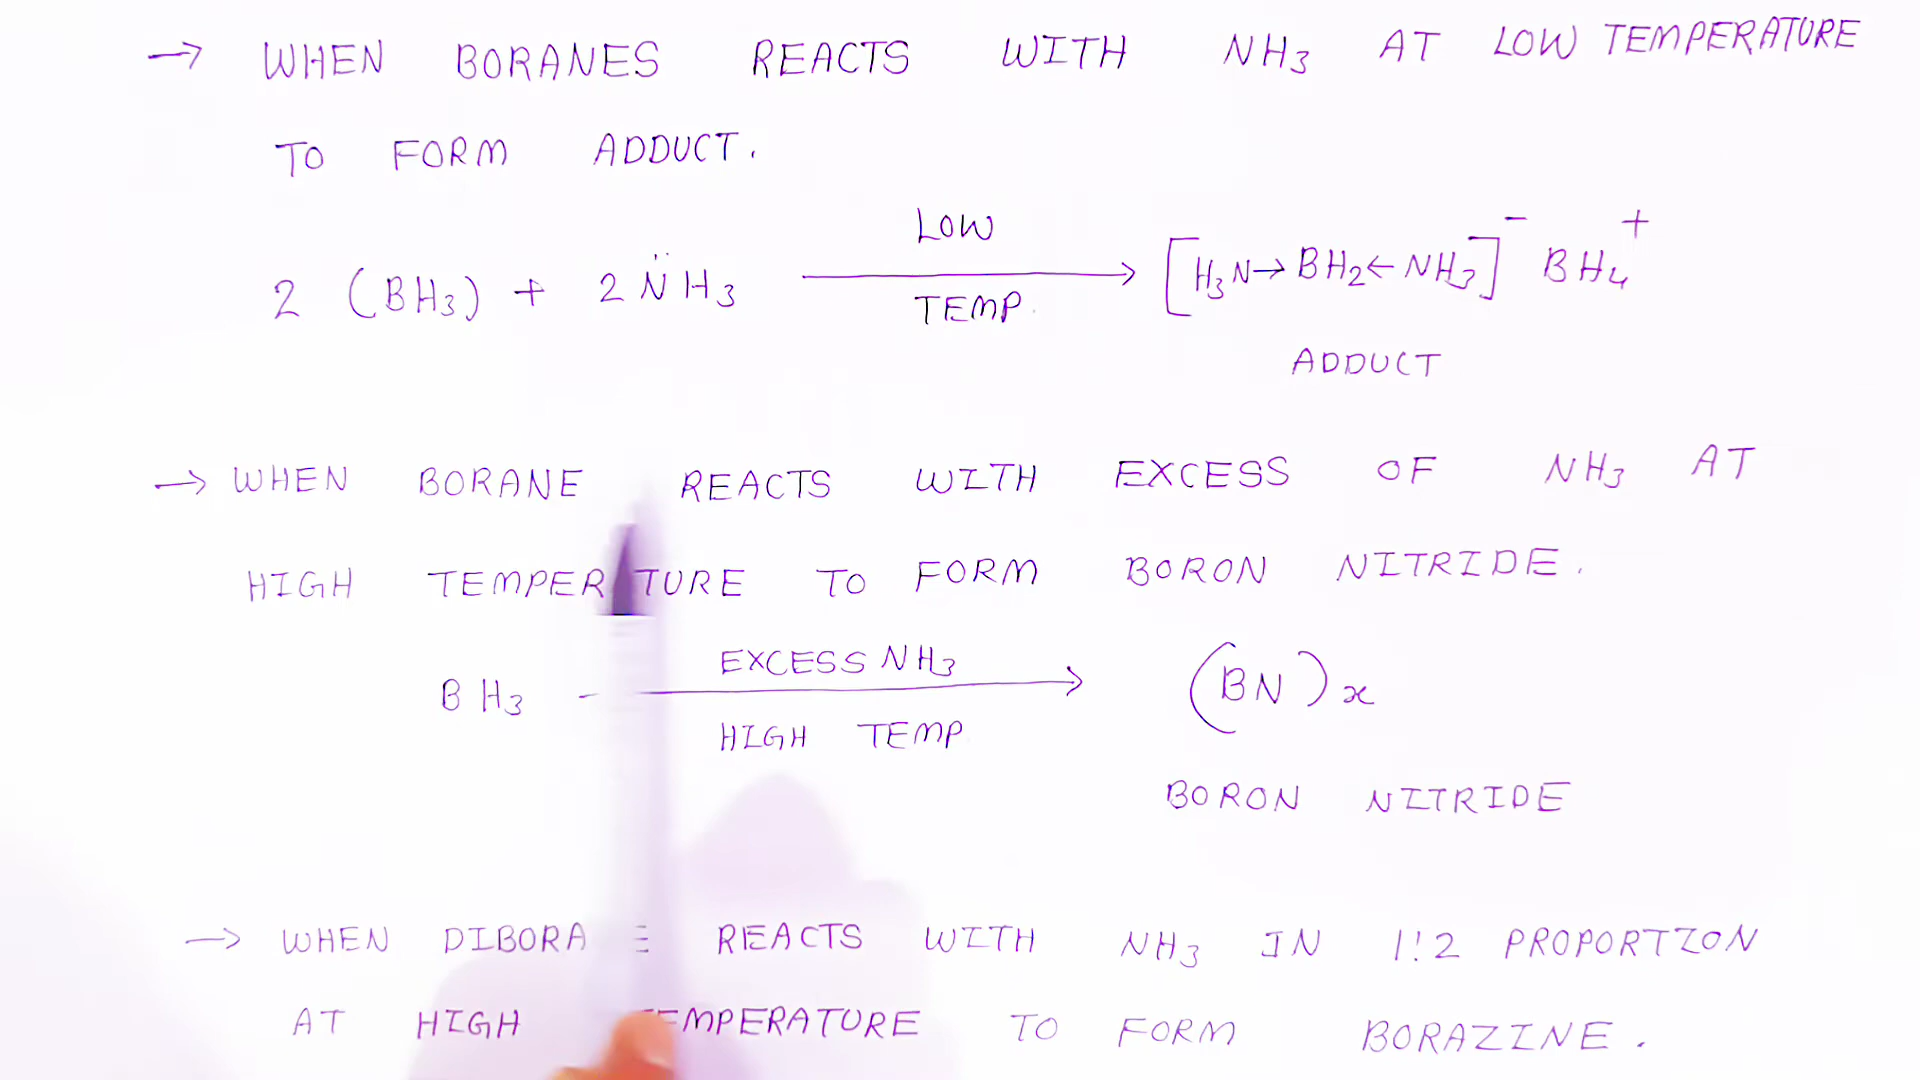 → WHEN BORANES REACTS WITH NH3 AT LOW TEMPERATURE
TO FORM ADDUCT.
2 (BH3) + 2 N̈H3 LOW TEMP. → [H3N→BH2←NH3]⁻ BH4⁺
ADDUCT
→ WHEN BORANE REACTS WITH EXCESS OF NH3 AT
HIGH TEMPERATURE TO FORM BORON NITRIDE.
BH3 EXCESS NH3 HIGH TEMP → (BN)x
BORON NITRIDE
→ WHEN REACTS WITH NH3 IN 1:2 PROPORTION
AT HIGH TEMPERATURE TO FORM BORAZINE.